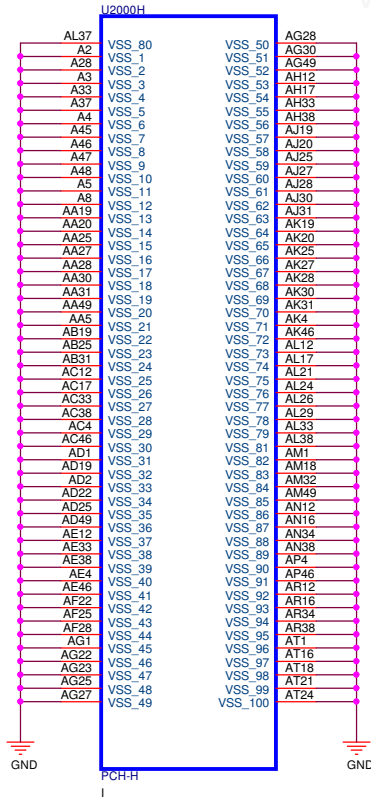 U2000H
AL37 VSS_80 VSS_50 AG28
A2 VSS_1 VSS_51 AG30
A28 VSS_2 VSS_52 AG49
A3 VSS_3 VSS_53 AH12
A33 VSS_4 VSS_54 AH17
A37 VSS_5 VSS_55 AH33
A4 VSS_6 VSS_56 AH38
A45 VSS_7 VSS_57 AJ19
A46 VSS_8 VSS_58 AJ20
A47 VSS_9 VSS_59 AJ25
A48 VSS_10 VSS_60 AJ27
A5 VSS_11 VSS_61 AJ28
A8 VSS_12 VSS_62 AJ30
AA19 VSS_13 VSS_63 AJ31
AA20 VSS_14 VSS_64 AK19
AA25 VSS_15 VSS_65 AK20
AA27 VSS_16 VSS_66 AK25
AA28 VSS_17 VSS_67 AK27
AA30 VSS_18 VSS_68 AK28
AA31 VSS_19 VSS_69 AK30
AA49 VSS_20 VSS_70 AK31
AA5 VSS_21 VSS_71 AK4
AB19 VSS_22 VSS_72 AK46
AB25 VSS_23 VSS_73 AL12
AB31 VSS_24 VSS_74 AL17
AC12 VSS_25 VSS_75 AL21
AC17 VSS_26 VSS_76 AL24
AC33 VSS_27 VSS_77 AL26
AC38 VSS_28 VSS_78 AL29
AC4 VSS_29 VSS_79 AL33
AC46 VSS_30 VSS_81 AL38
AD1 VSS_31 VSS_82 AM1
AD19 VSS_32 VSS_83 AM18
AD2 VSS_33 VSS_84 AM32
AD22 VSS_34 VSS_85 AM49
AD25 VSS_35 VSS_86 AN12
AD49 VSS_36 VSS_87 AN16
AE12 VSS_37 VSS_88 AN34
AE33 VSS_38 VSS_89 AN38
AE38 VSS_39 VSS_90 AP4
AE4 VSS_40 VSS_91 AP46
AE46 VSS_41 VSS_92 AR12
AF22 VSS_42 VSS_93 AR16
AF25 VSS_43 VSS_94 AR34
AF28 VSS_44 VSS_95 AR38
AG1 VSS_45 VSS_96 AT1
AG22 VSS_46 VSS_97 AT16
AG23 VSS_47 VSS_98 AT18
AG25 VSS_48 VSS_99 AT21
AG27 VSS_49 VSS_100 AT24
GND GND
PCH-H
I